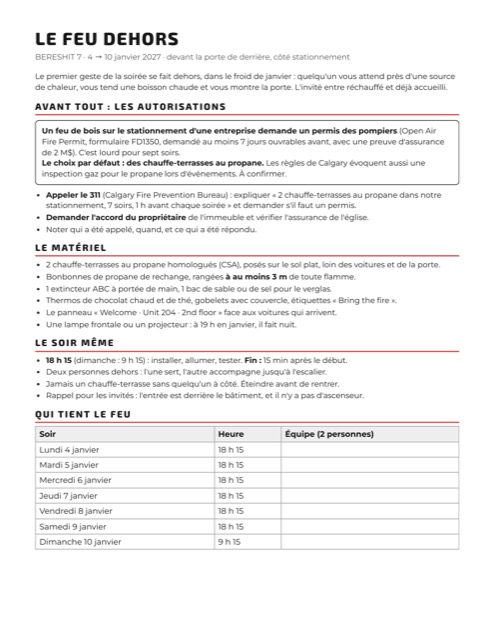 LE FEU DEHORS
BERESHIT 7 · 4 → 10 janvier 2027 · devant la porte de derrière, côté stationnement
Le premier geste de la soirée se fait dehors, dans le froid de janvier : quelqu'un vous attend près d'une source
de chaleur, vous tend une boisson chaude et vous montre la porte. L'invité entre réchauffé et déjà accueilli.
AVANT TOUT : LES AUTORISATIONS
Un feu de bois sur le stationnement d'une entreprise demande un permis des pompiers (Open Air
Fire Permit, formulaire FD1350, demandé au moins 7 jours ouvrables avant, avec une preuve d'assurance
de 2 M$). C'est lourd pour sept soirs.
Le choix par défaut : des chauffe-terrasses au propane. Les règles de Calgary évoquent aussi une
inspection gaz pour le propane lors d'événements. À confirmer.
• Appeler le 311 (Calgary Fire Prevention Bureau) : expliquer « 2 chauffe-terrasses au propane dans notre
stationnement, 7 soirs, 1 h avant chaque soirée » et demander s'il faut un permis.
• Demander l'accord du propriétaire de l'immeuble et vérifier l'assurance de l'église.
• Noter qui a été appelé, quand, et ce qui a été répondu.
LE MATÉRIEL
• 2 chauffe-terrasses au propane homologués (CSA), posés sur le sol plat, loin des voitures et de la porte.
• Bonbonnes de propane de rechange, rangées à au moins 3 m de toute flamme.
• 1 extincteur ABC à portée de main, 1 bac de sable ou de sel pour le verglas.
• Thermos de chocolat chaud et de thé, gobelets avec couvercle, étiquettes « Bring the fire ».
• Le panneau « Welcome · Unit 204 · 2nd floor » face aux voitures qui arrivent.
• Une lampe frontale ou un projecteur : à 19 h en janvier, il fait nuit.
LE SOIR MÊME
• 18 h 15 (dimanche : 9 h 15) : installer, allumer, tester. Fin : 15 min après le début.
• Deux personnes dehors : l'une sert, l'autre accompagne jusqu'à l'escalier.
• Jamais un chauffe-terrasse sans quelqu'un à côté. Éteindre avant de rentrer.
• Rappel pour les invités : l'entrée est derrière le bâtiment, et il n'y a pas d'ascenseur.
QUI TIENT LE FEU
Soir Heure Équipe (2 personnes)
Lundi 4 janvier 18 h 15
Mardi 5 janvier 18 h 15
Mercredi 6 janvier 18 h 15
Jeudi 7 janvier 18 h 15
Vendredi 8 janvier 18 h 15
Samedi 9 janvier 18 h 15
Dimanche 10 janvier 9 h 15